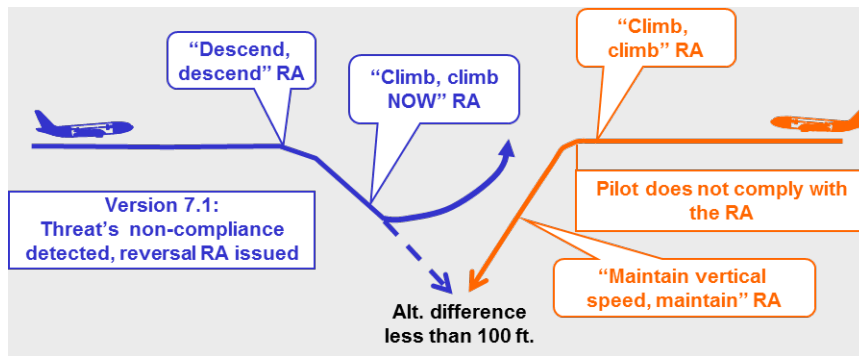 “Descend,
descend” RA
“Climb, climb
NOW” RA
“Climb,
climb” RA
Version 7.1:
Threat’s non-compliance
detected, reversal RA issued
Pilot does not comply with
the RA
“Maintain vertical
speed, maintain” RA
Alt. difference
less than 100 ft.